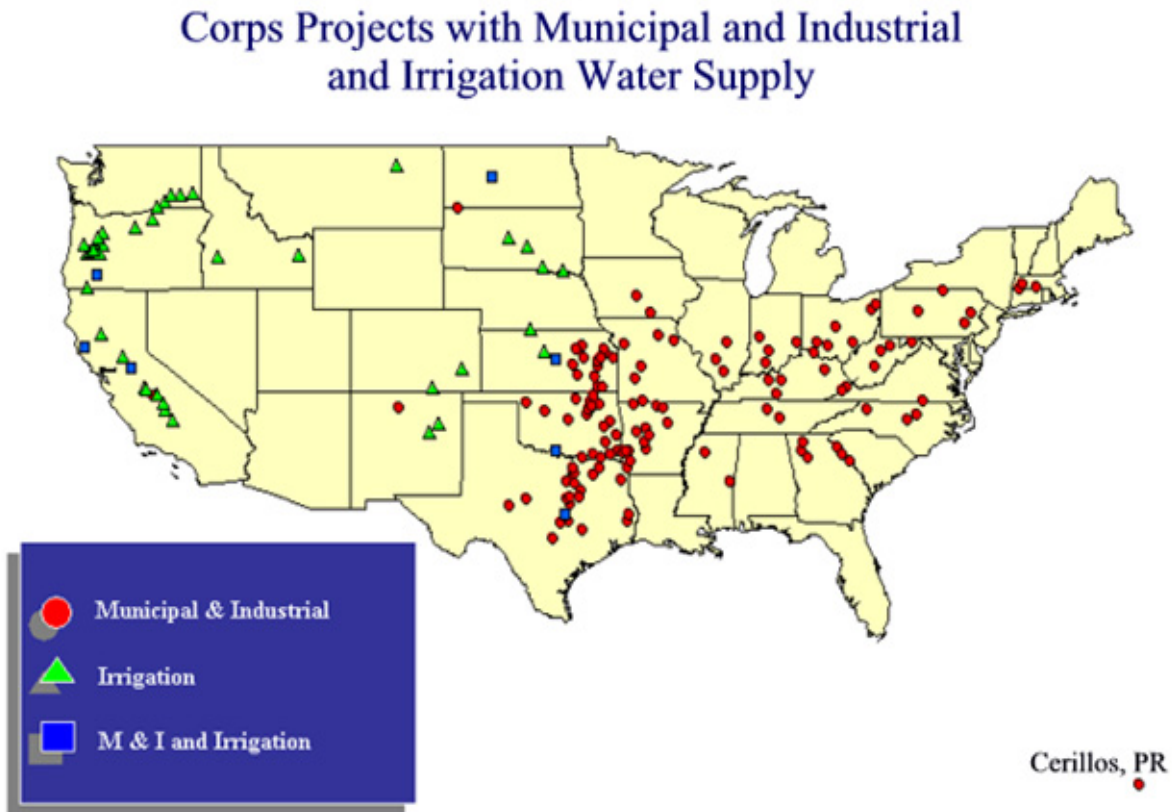 Corps Projects with Municipal and Industrial
and Irrigation Water Supply
Municipal & Industrial
Irrigation
M & I and Irrigation
Cerillos, PR